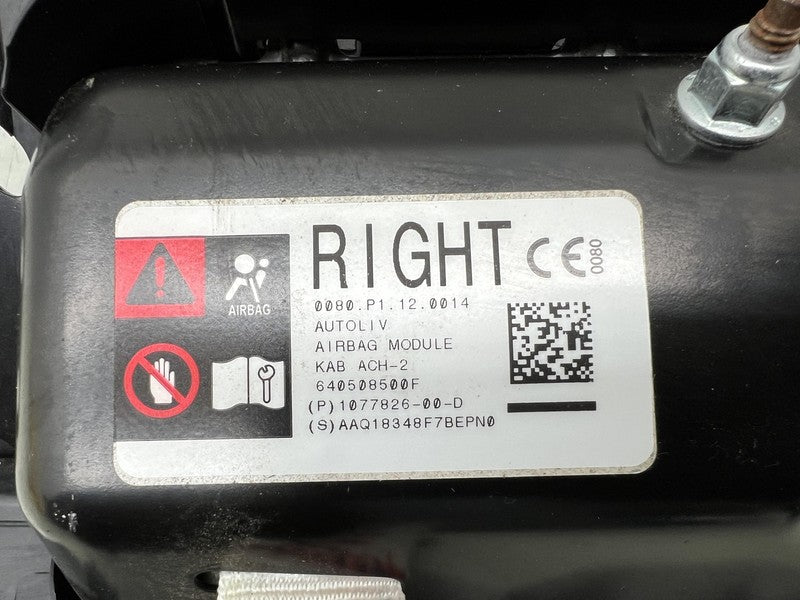 RIGHT CE 0080
AIRBAG
0080.P1.12.0014
AUTOLIV
AIRBAG MODULE
KAB ACH-2
640508500F
(P)1077826-00-D
(S)AAQ18348F7BEPN0